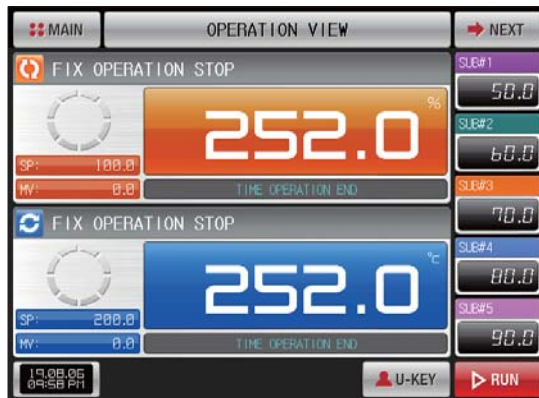 MAIN
OPERATION VIEW
NEXT
FIX OPERATION STOP
%
252.0
SP: 100.0
MV: 0.0
TIME OPERATION END
FIX OPERATION STOP
℃
252.0
SP: 200.0
MV: 0.0
TIME OPERATION END
SUB#1
50.0
SUB#2
60.0
SUB#3
70.0
SUB#4
80.0
SUB#5
90.0
19.08.06
09:58 PM
U-KEY
RUN